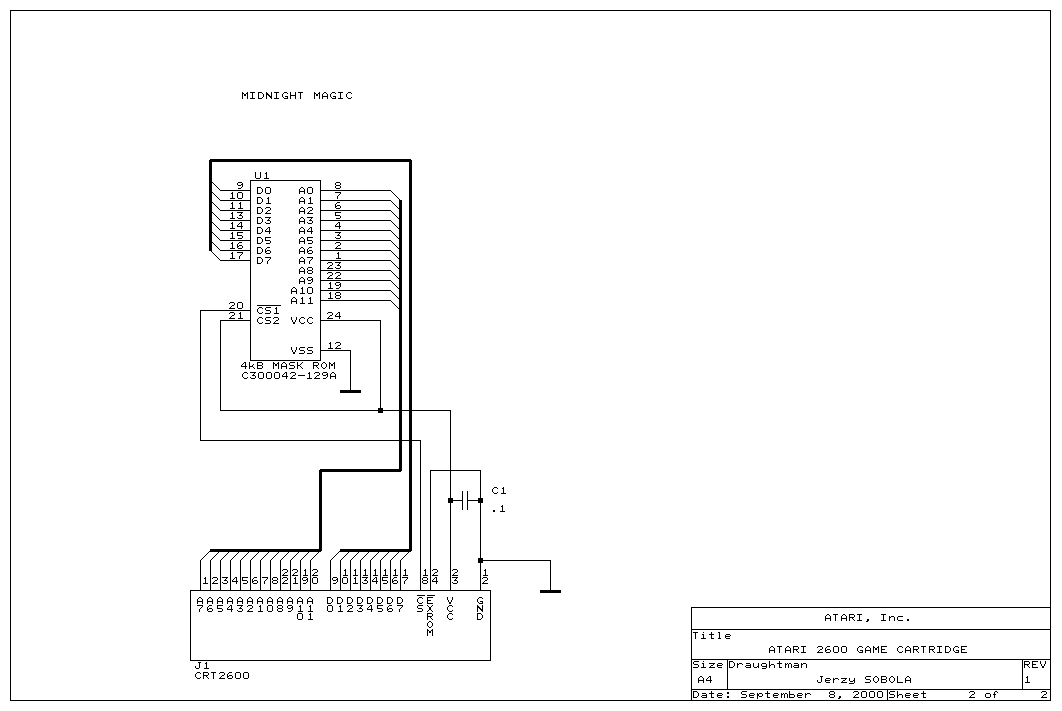 MIDNIGHT MAGIC
U1
9 D0 A0 8
10 D1 A1 7
11 D2 A2 6
13 D3 A3 5
14 D4 A4 4
15 D5 A5 3
16 D6 A6 2
17 D7 A7 1
A8 23
A9 22
A10 19
A11 18
20 CS1
21 CS2 VCC 24
VSS 12
4kB MASK ROM
C300042-129A
C1
.1
1 2 3 4 5 6 7 8 22 21 19 20 9 10 11 13 14 15 16 17 18 24 23 12
A7 A6 A5 A4 A3 A2 A1 A0 A8 A9 A10 A11 D0 D1 D2 D3 D4 D5 D6 D7 CS EXROM VCC GND
J1
CRT2600
ATARI, Inc.
Title
ATARI 2600 GAME CARTRIDGE
Size Draughtman REV
A4 Jerzy SOBOLA 1
Date: September 8, 2000 Sheet 2 of 2